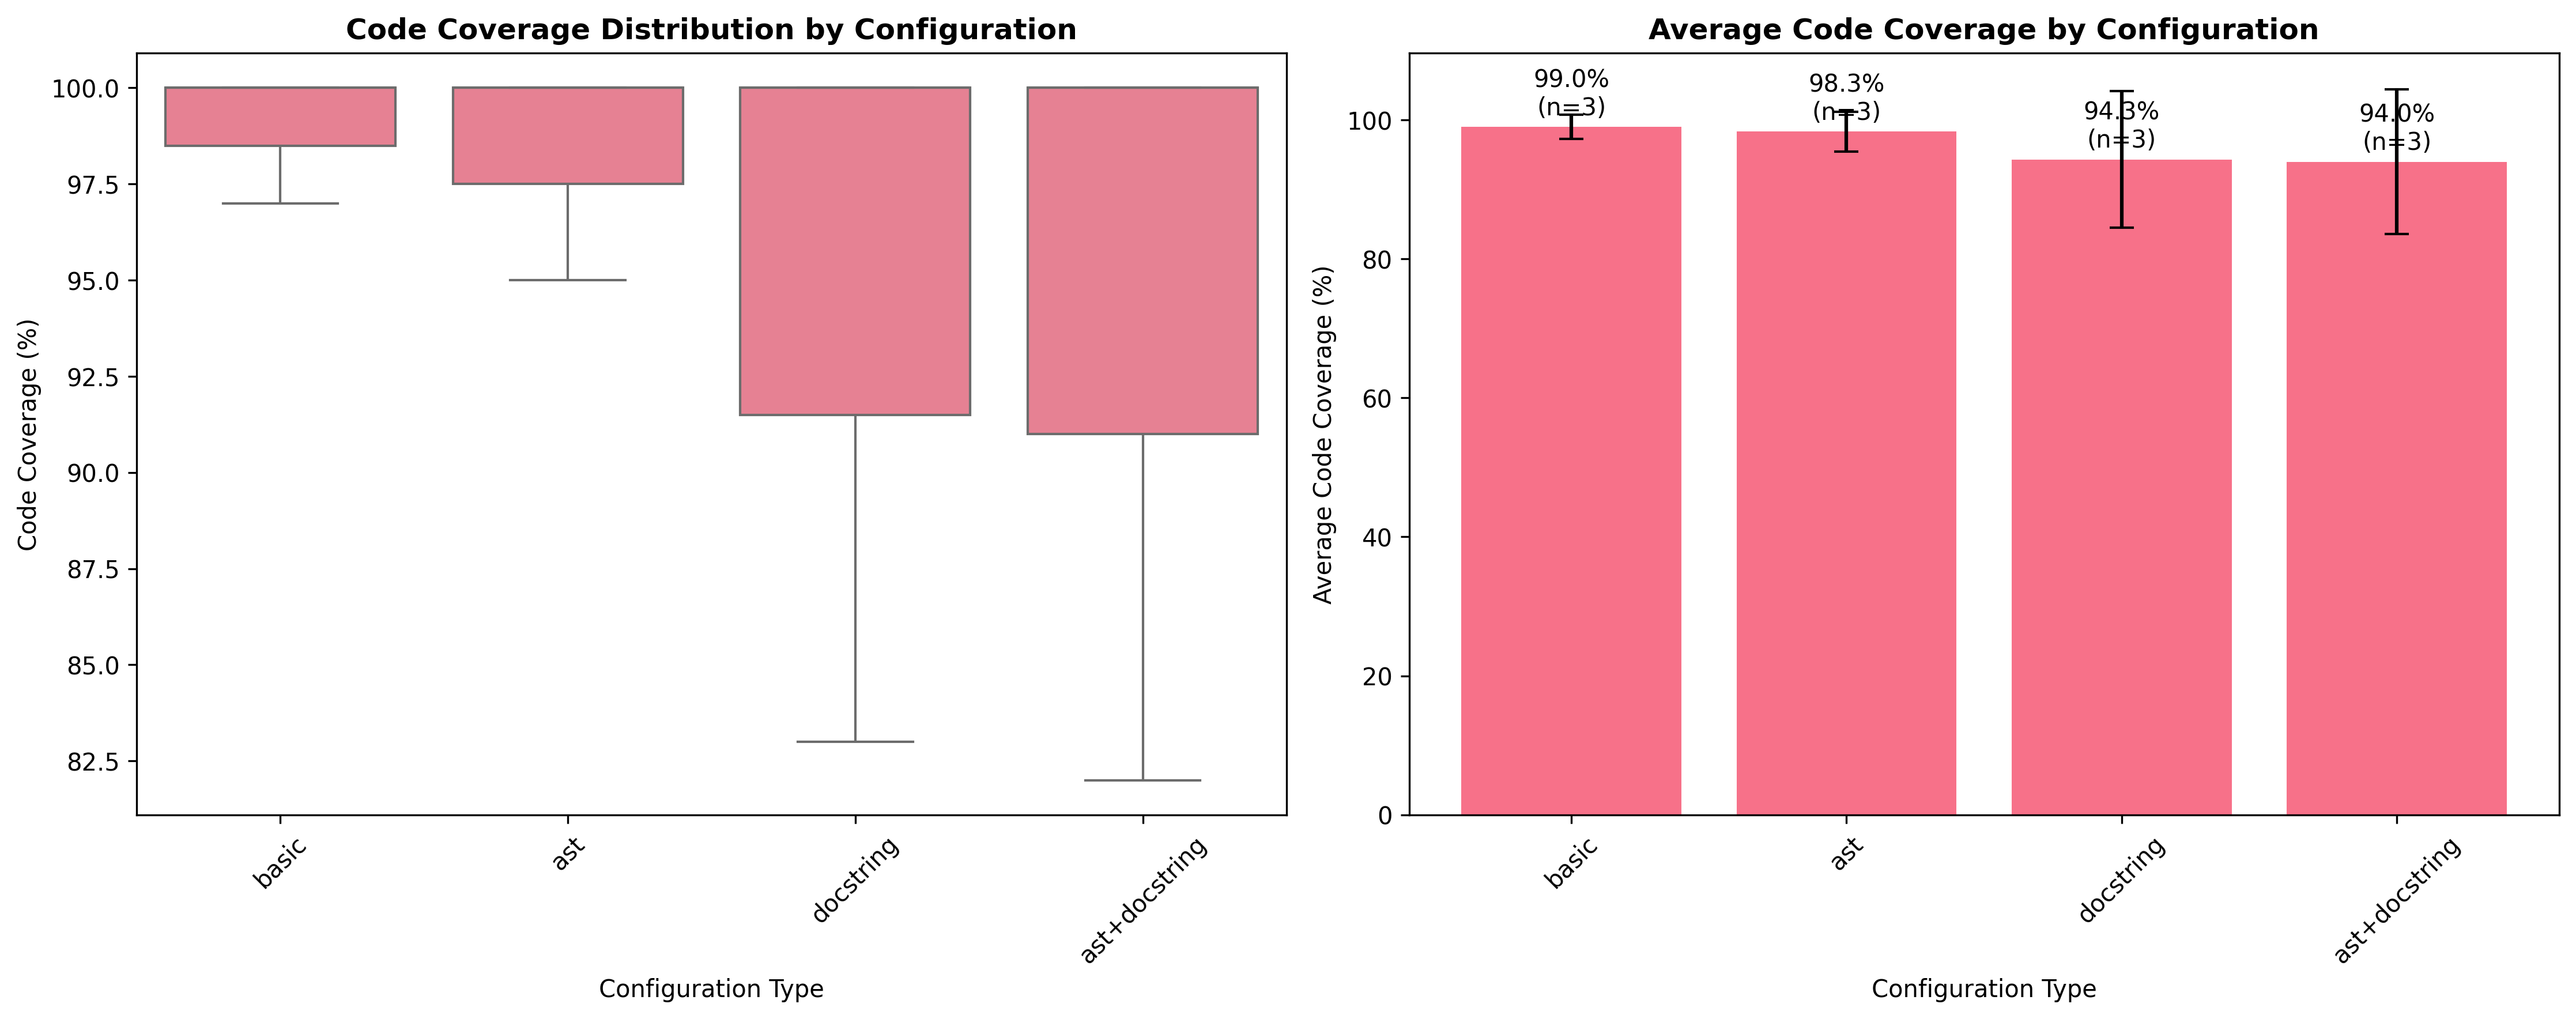 Code Coverage Distribution by Configuration
Code Coverage (%)
100.0
97.5
95.0
92.5
90.0
87.5
85.0
82.5
basic
ast
docstring
ast+docstring
Configuration Type
Average Code Coverage by Configuration
Average Code Coverage (%)
100
80
60
40
20
0
99.0%
(n=3)
98.3%
(n=3)
94.3%
(n=3)
94.0%
(n=3)
basic
ast
docstring
ast+docstring
Configuration Type